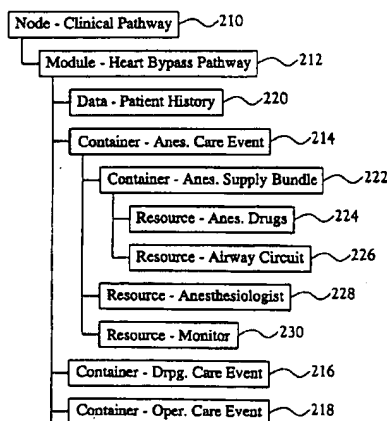 Node - Clinical Pathway 210
Module - Heart Bypass Pathway 212
Data - Patient History 220
Container - Anes. Care Event 214
Container - Anes. Supply Bundle 222
Resource - Anes. Drugs 224
Resource - Airway Circuit 226
Resource - Anesthesiologist 228
Resource - Monitor 230
Container - Drpg. Care Event 216
Container - Oper. Care Event 218